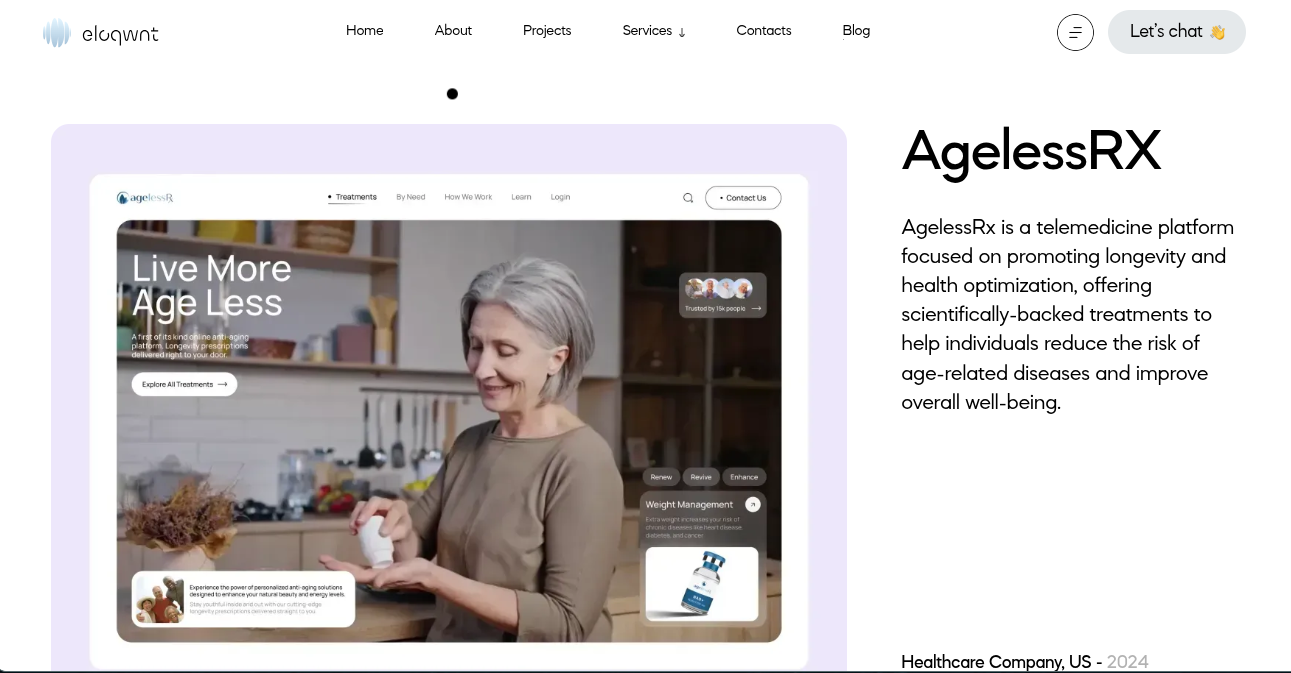 eloqwnt
Home About Projects Services ↓ Contacts Blog
Let's chat 👋
agelessRx
Treatments By Need How We Work Learn Login
Contact Us
Live More
Age Less
A first of its kind online anti-aging
platform. Longevity prescriptions
delivered right to your door.
Explore All Treatments →
Trusted by 15k people →
Renew Revive Enhance
Weight Management
Extra weight increases your risk of
chronic diseases like heart disease,
diabetes, and cancer.
Experience the power of personalized anti-aging solutions
designed to enhance your natural beauty and energy levels.
Stay youthful inside and out with our cutting-edge
longevity prescriptions delivered straight to you.
AgelessRX
AgelessRx is a telemedicine platform
focused on promoting longevity and
health optimization, offering
scientifically-backed treatments to
help individuals reduce the risk of
age-related diseases and improve
overall well-being.
Healthcare Company, US - 2024